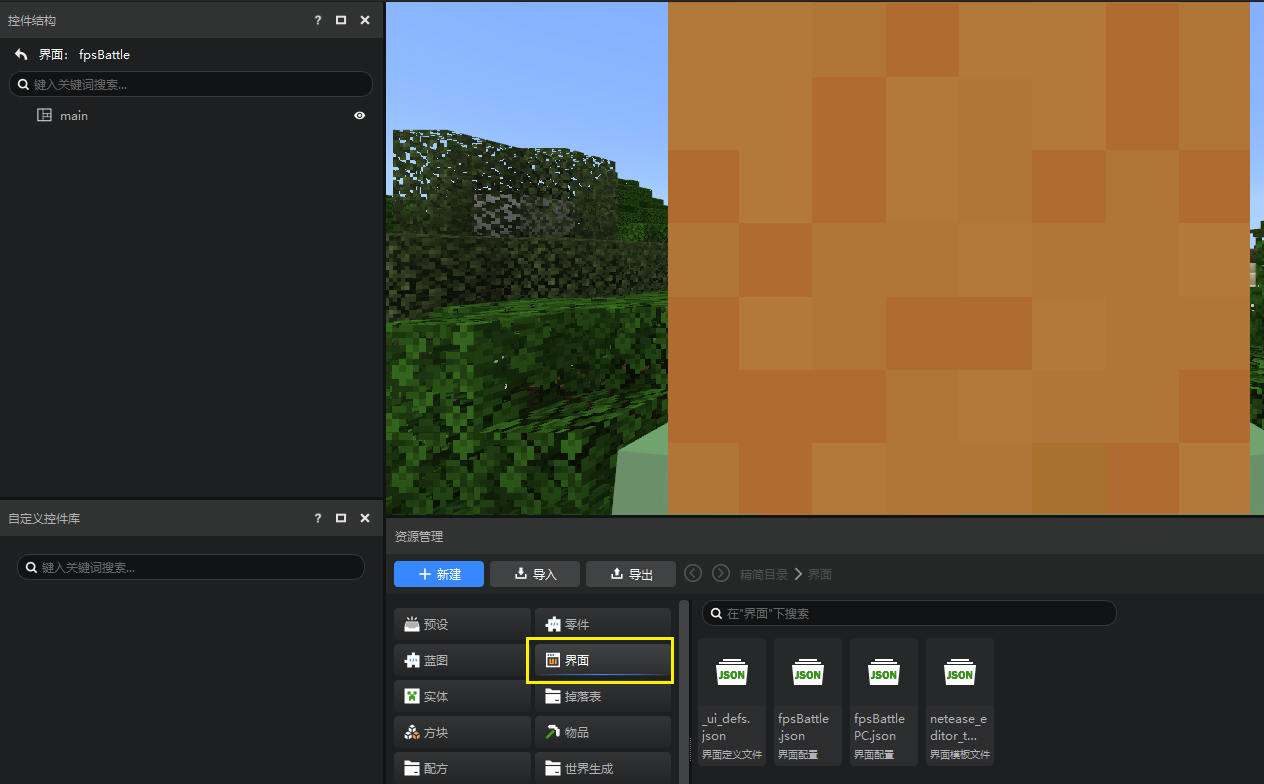 控件结构
界面: fpsBattle
键入关键词搜索...
main
自定义控件库
键入关键词搜索...
资源管理
新建
导入
导出
精简目录
界面
预设
零件
蓝图
界面
实体
掉落表
方块
物品
配方
世界生成
在"界面"下搜索
JSON
_ui_defs.
json
界面定义文件
JSON
fpsBattle
.json
界面配置
JSON
fpsBattle
PC.json
界面配置
JSON
netease_e
ditor_t...
界面模板文件